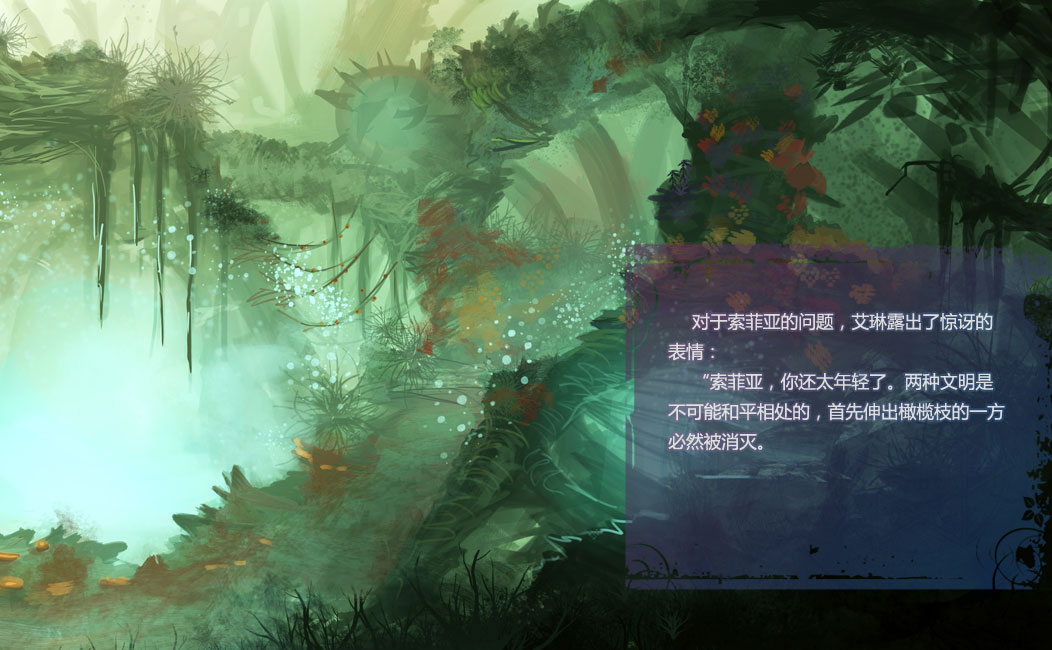 对于索菲亚的问题，艾琳露出了惊讶的
表情：
“索菲亚，你还太年轻了。两种文明是
不可能和平相处的，首先伸出橄榄枝的一方
必然被消灭。